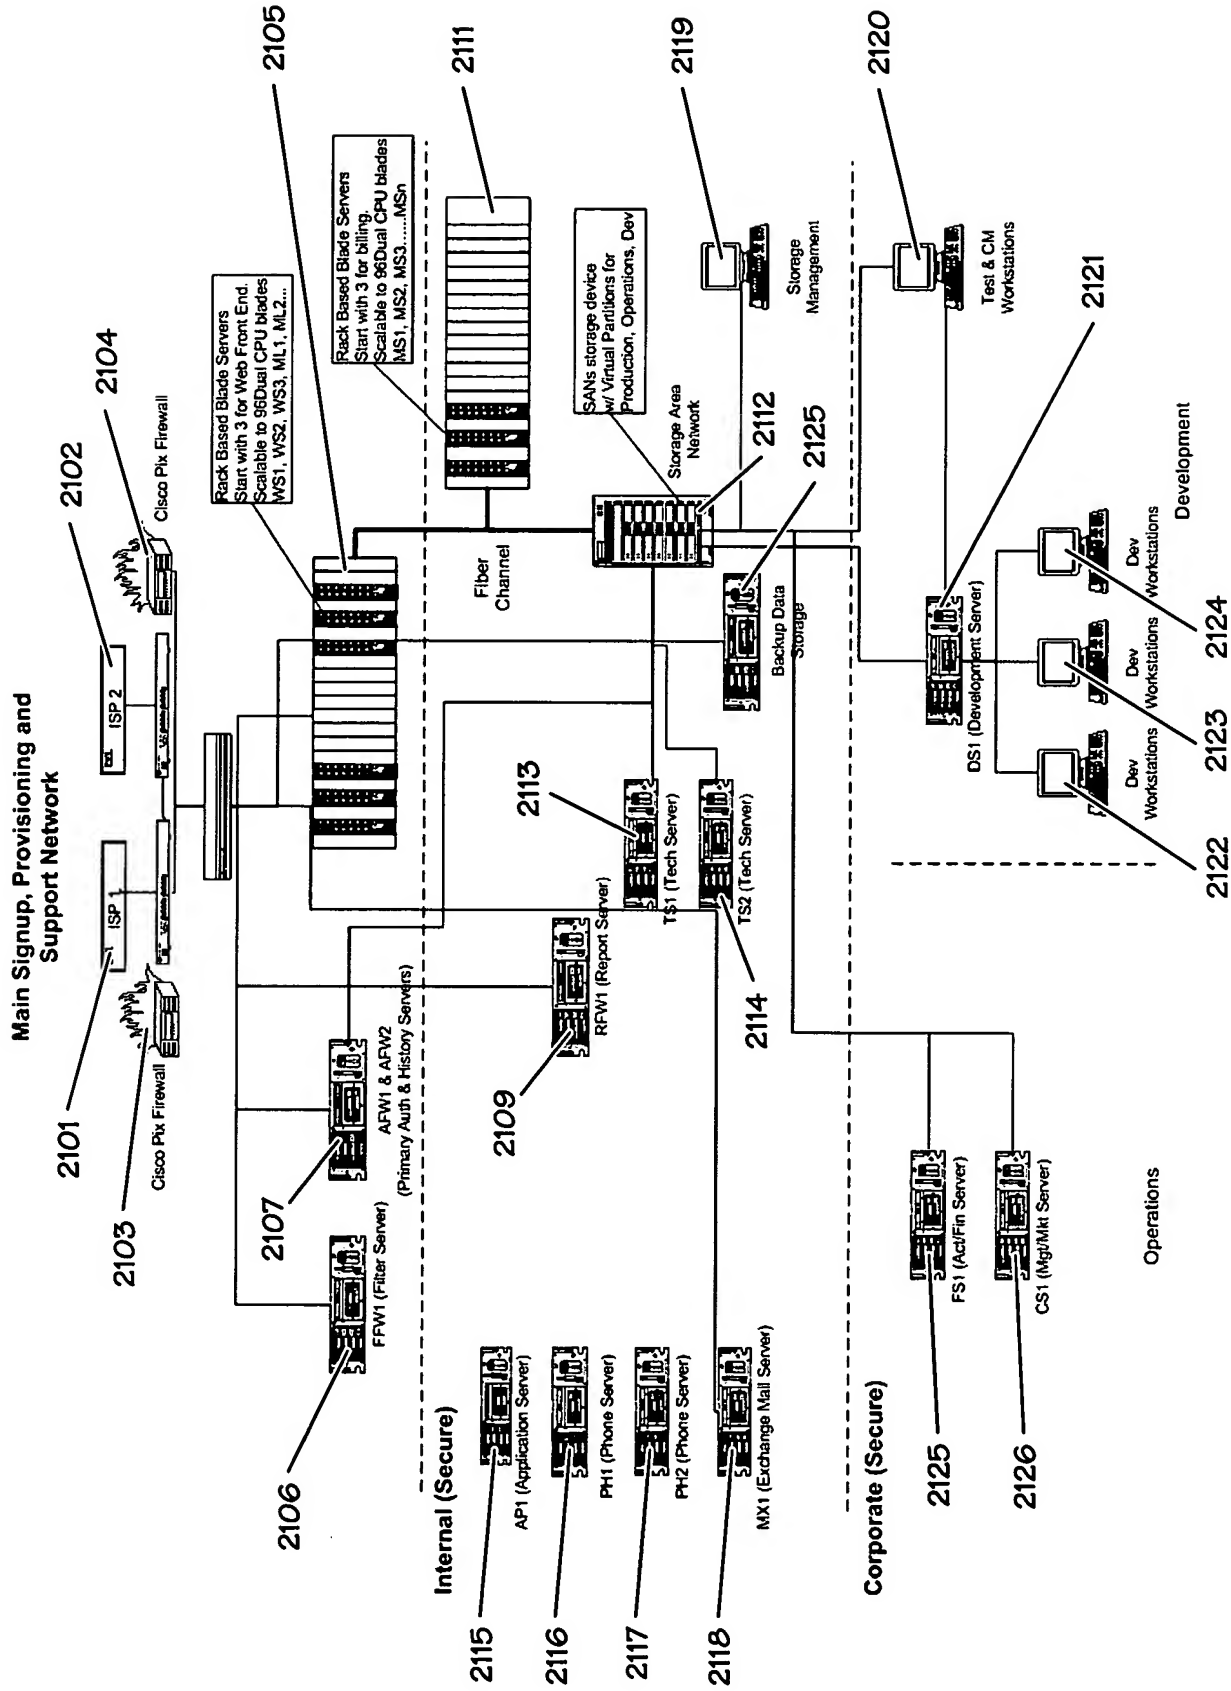 Main Signup, Provisioning and
Support Network
2101
2102
2103
2104
ISP 1
ISP 2
Cisco Pix Firewall
Cisco Pix Firewall
2105
Rack Based Blade Servers
Start with 3 for Web Front End.
Scalable to 96Dual CPU blades
WS1, WS2, WS3, ML1, ML2...
2106
FFW1 (Filter Server)
2107
AFW1 & AFW2
(Primary Auth & History Servers)
Rack Based Blade Servers
Start with 3 for billing.
Scalable to 96Dual CPU blades
MS1, MS2, MS3......MSn
2111
Internal (Secure)
Fiber
Channel
2115
AP1 (Application Server)
2116
PH1 (Phone Server)
2117
PH2 (Phone Server)
2118
MX1 (Exchange Mail Server)
2109
RFW1 (Report Server)
2113
TS1 (Tech Server)
2114
TS2 (Tech Server)
SANs storage device
w/ Virtual Partitions for
Production, Operations, Dev
Storage Area
Network
2112
2125
Backup Data
Storage
2119
Storage
Management
Corporate (Secure)
2125
FS1 (Act/Fin Server)
2126
CS1 (Mgt/Mkt Server)
Operations
2120
Test & CM
Workstations
2121
DS1 (Development Server)
Dev
Workstations
Dev
Workstations
Dev
Workstations
2122
2123
2124
Development